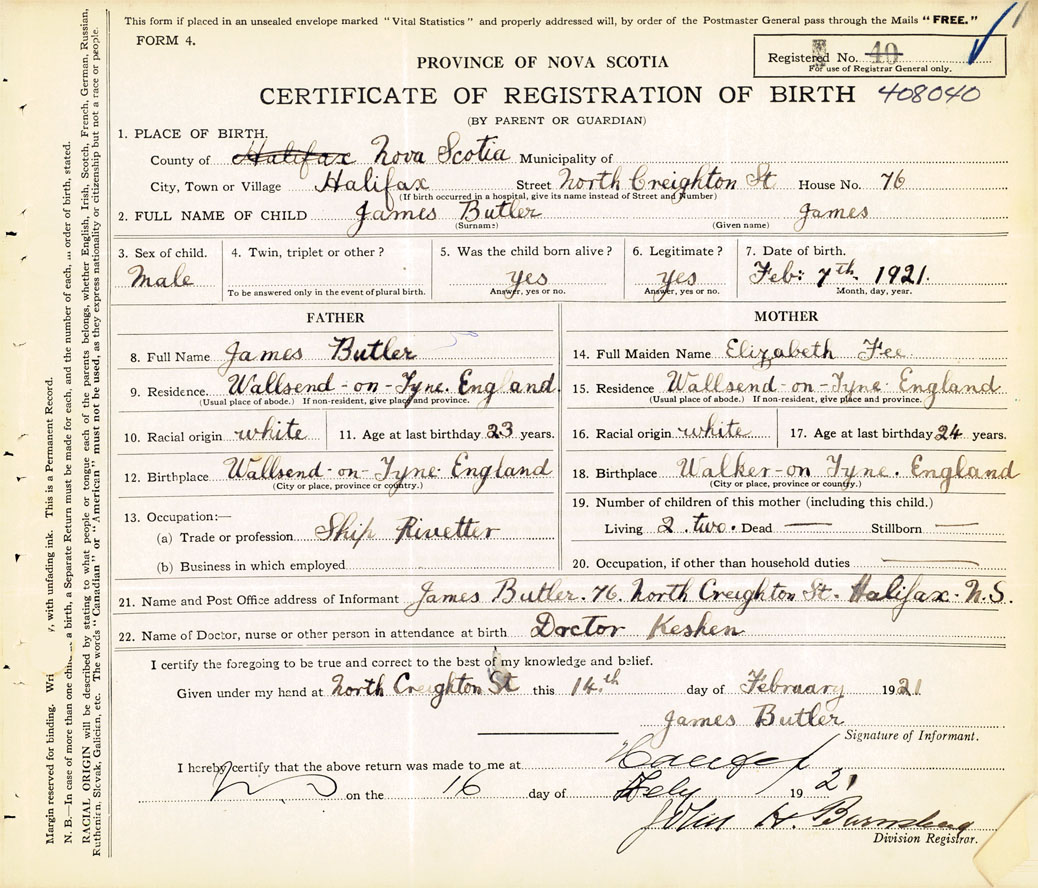 This form if placed in an unsealed envelope marked "Vital Statistics" and properly addressed will, by order of the Postmaster General pass through the Mails "FREE."
FORM 4.
Registered No. 40
For use of Registrar General only.
PROVINCE OF NOVA SCOTIA
CERTIFICATE OF REGISTRATION OF BIRTH 408040
(BY PARENT OR GUARDIAN)
1. PLACE OF BIRTH.
County of Halifax Nova Scotia Municipality of
City, Town or Village Halifax Street North Creighton St House No. 76
(If birth occurred in a hospital, give its name instead of Street and Number)
2. FULL NAME OF CHILD James Butler James
(Surname) (Given name)
3. Sex of child. 4. Twin, triplet or other? 5. Was the child born alive? 6. Legitimate? 7. Date of birth.
Male yes yes Feb: 7th 1921.
To be answered only in the event of plural birth. Answer, yes or no. Answer, yes or no. Month, day, year.
FATHER
8. Full Name James Butler
9. Residence. Wallsend-on-Tyne. England.
(Usual place of abode.) If non-resident, give place and province.
10. Racial origin white 11. Age at last birthday 23 years.
12. Birthplace Wallsend-on-Tyne. England
(City or place, province or country.)
13. Occupation:—
(a) Trade or profession Ship Rivetter
(b) Business in which employed
MOTHER
14. Full Maiden Name Elizabeth Fee.
15. Residence Wallsend-on-Tyne. England
(Usual place of abode.) If non-resident, give place and province.
16. Racial origin white 17. Age at last birthday 24 years.
18. Birthplace Walker-on Tyne. England
(City or place, province or country.)
19. Number of children of this mother (including this child.)
Living 2 two. Dead — Stillborn —
20. Occupation, if other than household duties —
21. Name and Post Office address of Informant James Butler. 76. North Creighton St. Halifax. N.S.
22. Name of Doctor, nurse or other person in attendance at birth Doctor Keshen
I certify the foregoing to be true and correct to the best of my knowledge and belief.
Given under my hand at North Creighton St this 14th day of February 1921
James Butler
Signature of Informant.
I hereby certify that the above return was made to me at Halifax
N S on the 16 day of Feby 1921
John H. Barnstead
Division Registrar.
Margin reserved for binding. Wri , with unfading ink. This is a Permanent Record.
N. B.—In case of more than one a birth, a Separate Return must be made for each, and the number of each, order of birth, stated.
RACIAL ORIGIN will be described by stating to what people or tongue each of the parents belongs, whether English, Irish, Scotch, French, German, Russian,
Ruthenian, Slovak, Galician, etc. The words "Canadian" or "American" must not be used, as they express nationality or citizenship but not a race or people.